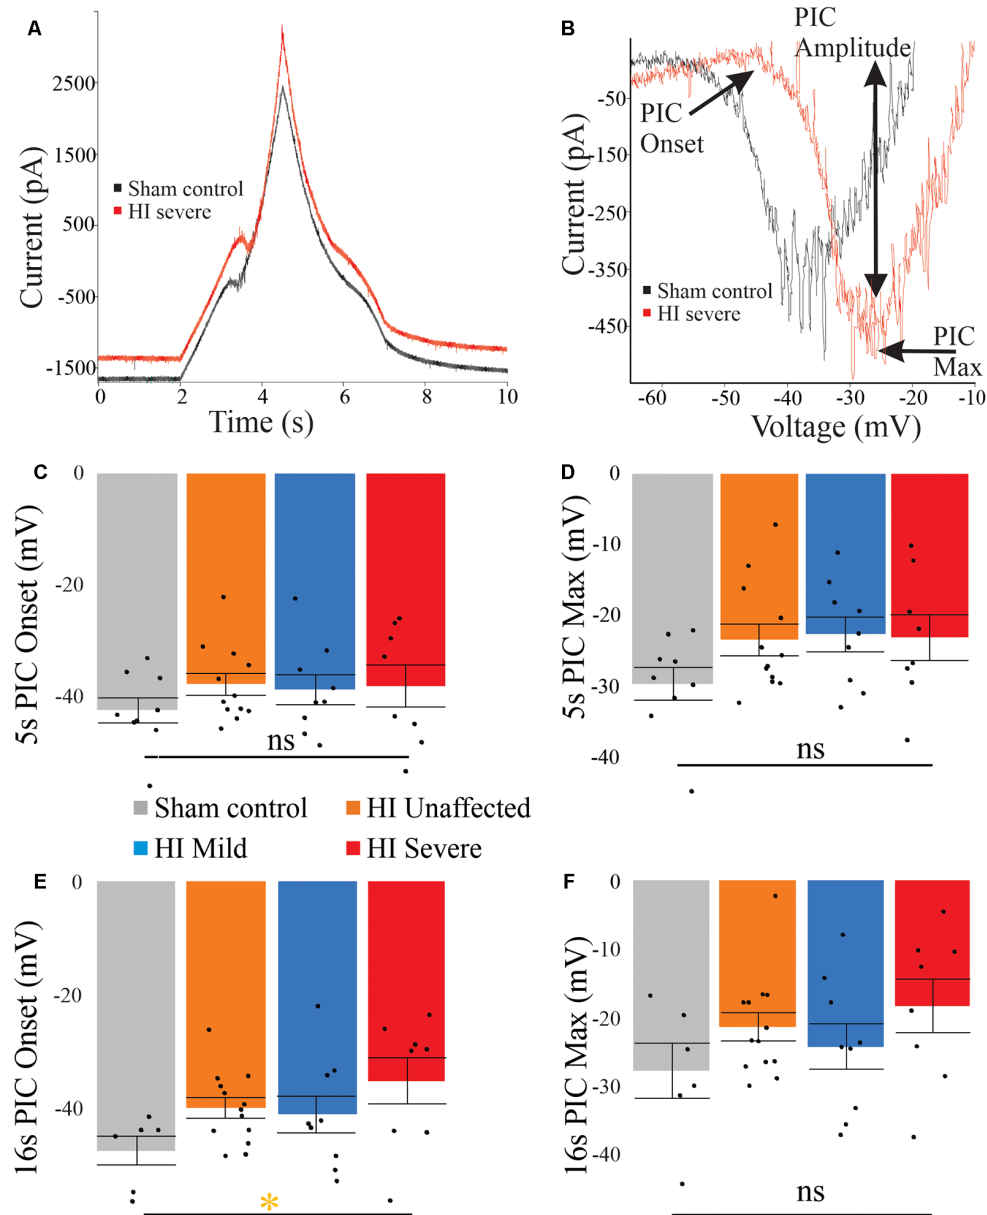 A
Current (pA)
2500
1500
500
-500
-1500
Sham control
HI severe
0
2
4
6
8
10
Time (s)
B
Current (pA)
-50
-150
-250
-350
-450
PIC
Amplitude
PIC
Onset
Sham control
HI severe
PIC
Max
-60
-50
-40
-30
-20
-10
Voltage (mV)
C
5s PIC Onset (mV)
0
-20
-40
ns
D
5s PIC Max (mV)
0
-10
-20
-30
-40
ns
Sham control
HI Unaffected
HI Mild
HI Severe
E
16s PIC Onset (mV)
0
-20
-40
*
F
16s PIC Max (mV)
0
-10
-20
-30
-40
ns